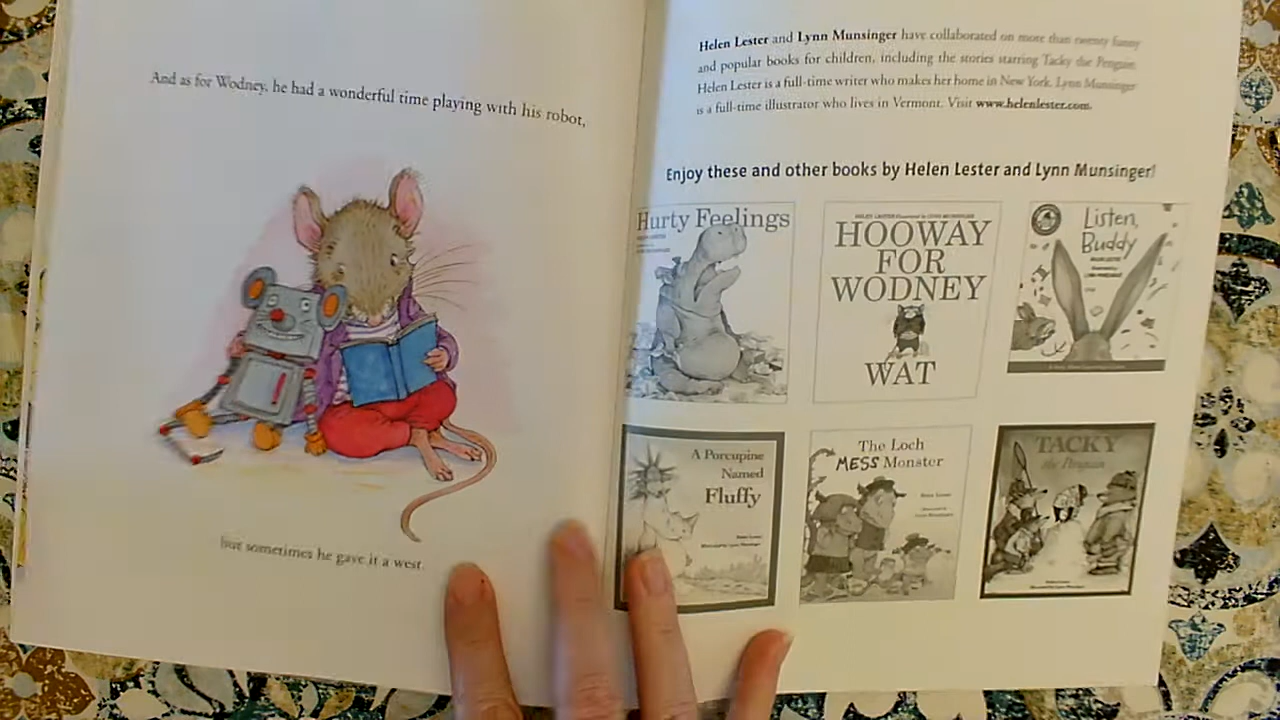 And as for Wodney, he had a wonderful time playing with his robot,
but sometimes he gave it a west.
Helen Lester and Lynn Munsinger have collaborated on more than twenty funny
and popular books for children, including the stories starring Tacky the Penguin.
Helen Lester is a full-time writer who makes her home in New York. Lynn Munsinger
is a full-time illustrator who lives in Vermont. Visit www.helenlester.com.
Enjoy these and other books by Helen Lester and Lynn Munsinger!
Hurty Feelings
HOOWAY
FOR
WODNEY
WAT
Listen,
Buddy
A Porcupine
Named
Fluffy
The Loch
MESS Monster
TACKY
the Penguin